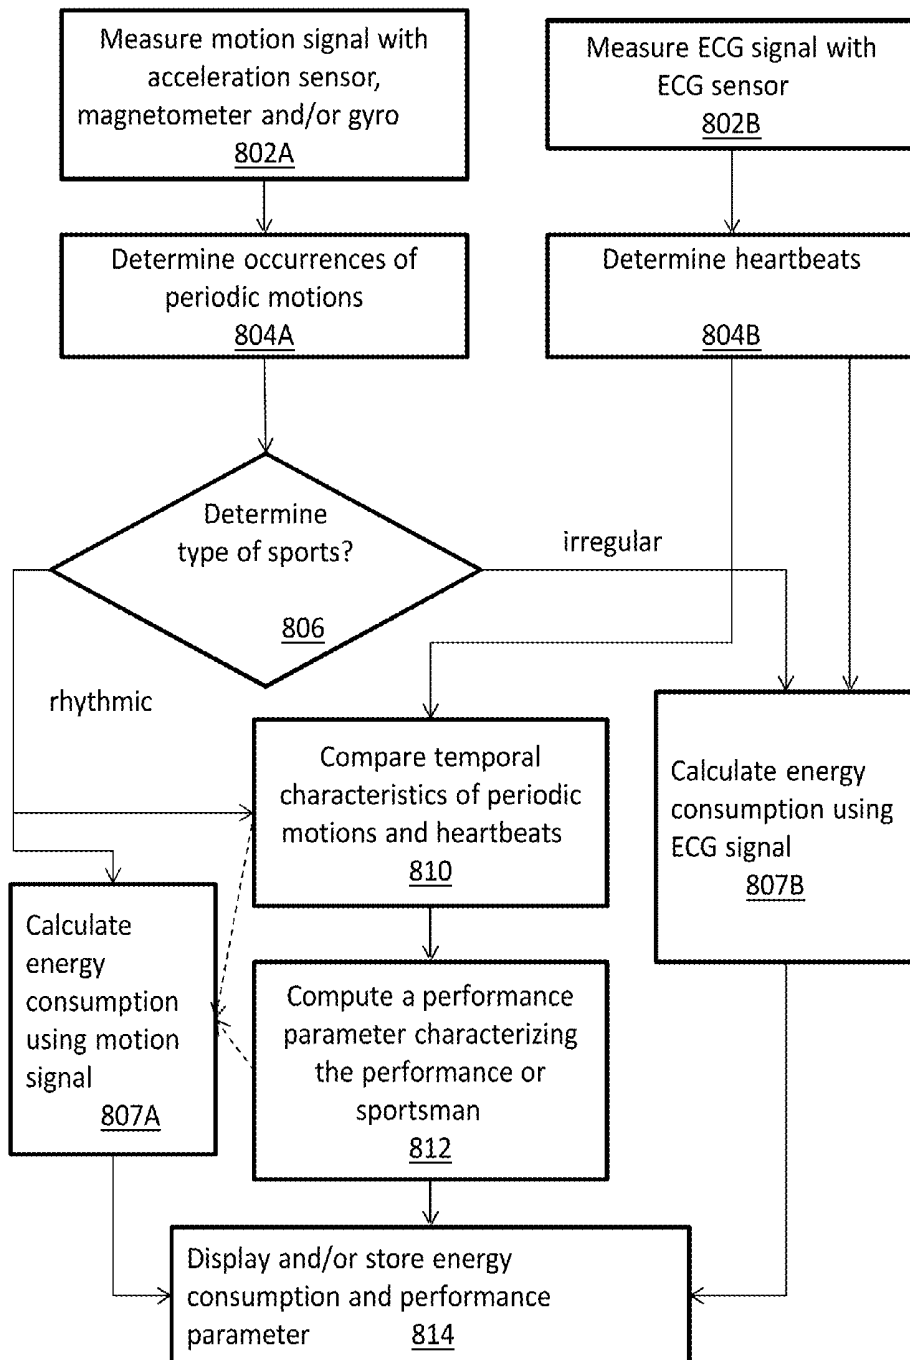 Measure motion signal with
acceleration sensor,
magnetometer and/or gyro
802A
Measure ECG signal with
ECG sensor
802B
Determine occurrences of
periodic motions
804A
Determine heartbeats
804B
Determine
type of sports?
806
irregular
rhythmic
Compare temporal
characteristics of periodic
motions and heartbeats
810
Calculate energy
consumption using
ECG signal
807B
Calculate
energy
consumption
using motion
signal
807A
Compute a performance
parameter characterizing
the performance or
sportsman
812
Display and/or store energy
consumption and performance
parameter 814